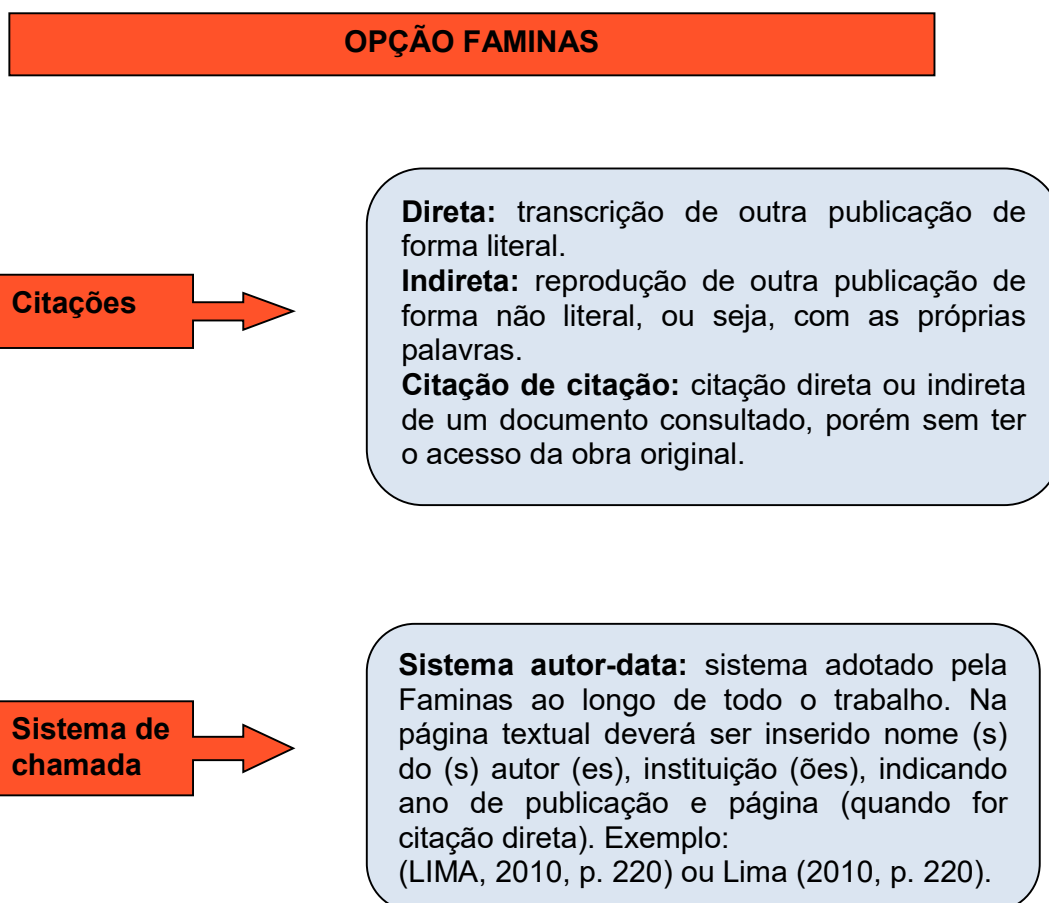 OPÇÃO FAMINAS
Citações
Direta: transcrição de outra publicação de
forma literal.
Indireta: reprodução de outra publicação de
forma não literal, ou seja, com as próprias
palavras.
Citação de citação: citação direta ou indireta
de um documento consultado, porém sem ter
o acesso da obra original.
Sistema de
chamada
Sistema autor-data: sistema adotado pela
Faminas ao longo de todo o trabalho. Na
página textual deverá ser inserido nome (s)
do (s) autor (es), instituição (ões), indicando
ano de publicação e página (quando for
citação direta). Exemplo:
(LIMA, 2010, p. 220) ou Lima (2010, p. 220).